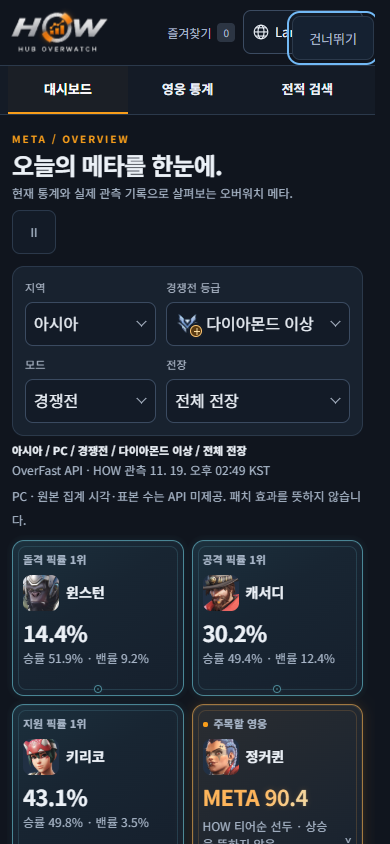 HOW
HUB OVERWATCH
즐겨찾기 0
건너뛰기
대시보드 영웅 통계 전적 검색
META / OVERVIEW
오늘의 메타를 한눈에.
현재 통계와 실제 관측 기록으로 살펴보는 오버워치 메타.
지역 경쟁전 등급
아시아 다이아몬드 이상
모드 전장
경쟁전 전체 전장
아시아 / PC / 경쟁전 / 다이아몬드 이상 / 전체 전장
OverFast API · HOW 관측 11. 19. 오후 02:49 KST
PC · 원본 집계 시각·표본 수는 API 미제공. 패치 효과를 뜻하지 않습니
다.
돌격 픽률 1위
윈스턴
14.4%
승률 51.9% · 밴률 9.2%
공격 픽률 1위
캐서디
30.2%
승률 49.4% · 밴률 12.4%
지원 픽률 1위
키리코
43.1%
승률 49.8% · 밴률 3.5%
주목할 영웅
정커퀸
META 90.4
HOW 티어순 선두 · 상승